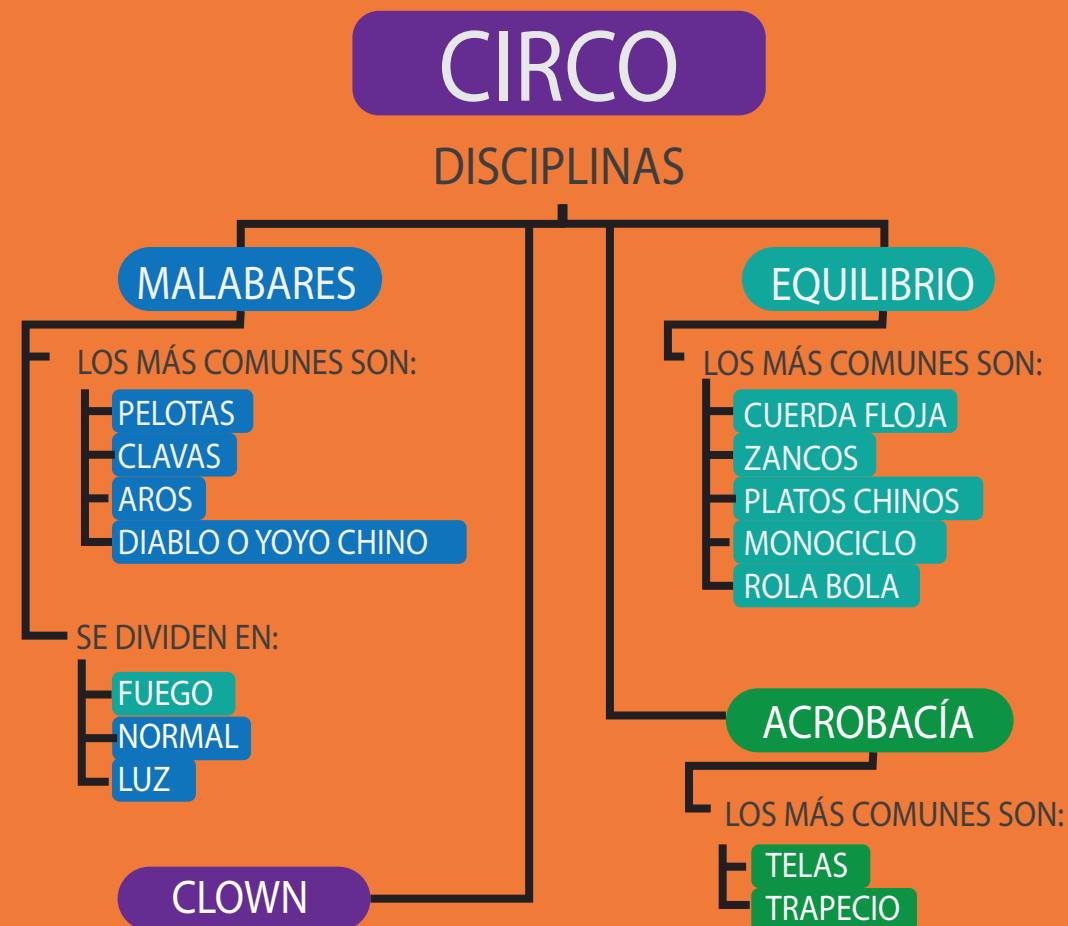 CIRCO
DISCIPLINAS
MALABARES
LOS MÁS COMUNES SON:
PELOTAS
CLAVAS
AROS
DIABLO O YOYO CHINO
SE DIVIDEN EN:
FUEGO
NORMAL
LUZ
CLOWN
EQUILIBRIO
LOS MÁS COMUNES SON:
CUERDA FLOJA
ZANCOS
PLATOS CHINOS
MONOCICLO
ROLA BOLA
ACROBACÍA
LOS MÁS COMUNES SON:
TELAS
TRAPECIO